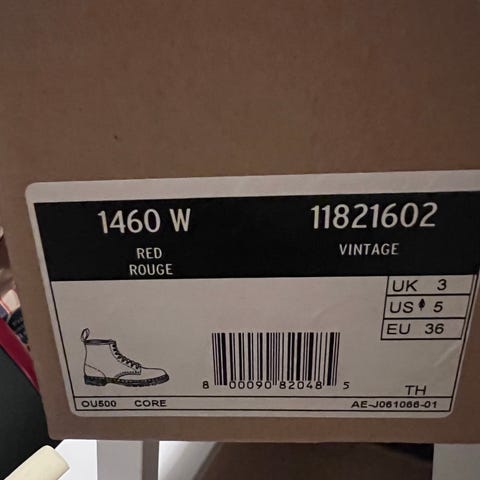 1460 W 11821602
RED VINTAGE
ROUGE
UK 3
US 5
EU 36
8 00090 82048 5
TH
OU500 CORE AE-J061066-01